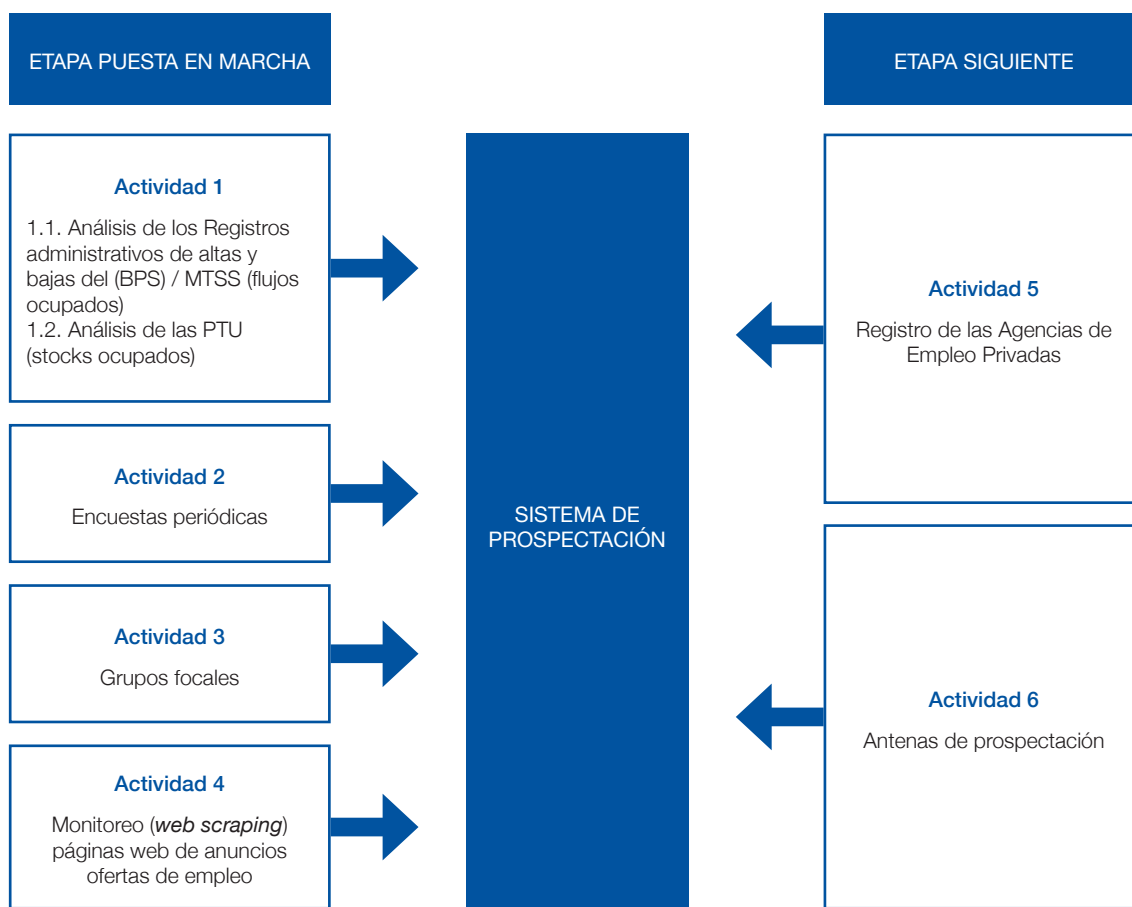 ETAPA PUESTA EN MARCHA
Actividad 1
1.1. Análisis de los Registros
administrativos de altas y
bajas del (BPS) / MTSS (flujos
ocupados)
1.2. Análisis de las PTU
(stocks ocupados)
Actividad 2
Encuestas periódicas
Actividad 3
Grupos focales
Actividad 4
Monitoreo (web scraping)
páginas web de anuncios
ofertas de empleo
SISTEMA DE
PROSPECTACIÓN
ETAPA SIGUIENTE
Actividad 5
Registro de las Agencias de
Empleo Privadas
Actividad 6
Antenas de prospectación